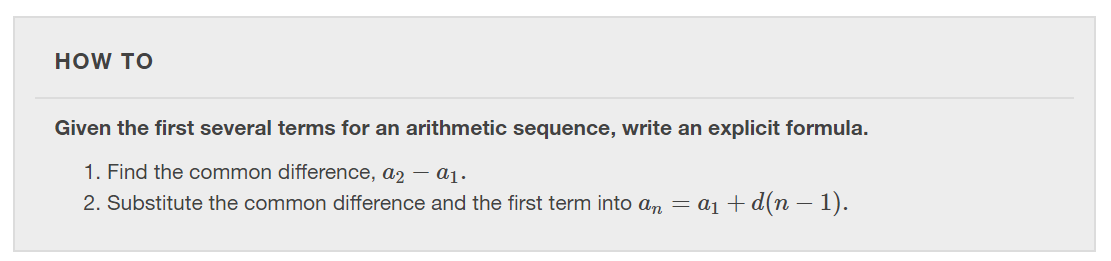 HOW TO
Given the first several terms for an arithmetic sequence, write an explicit formula.
1. Find the common difference, a₂ − a₁.
2. Substitute the common difference and the first term into aₙ = a₁ + d(n − 1).